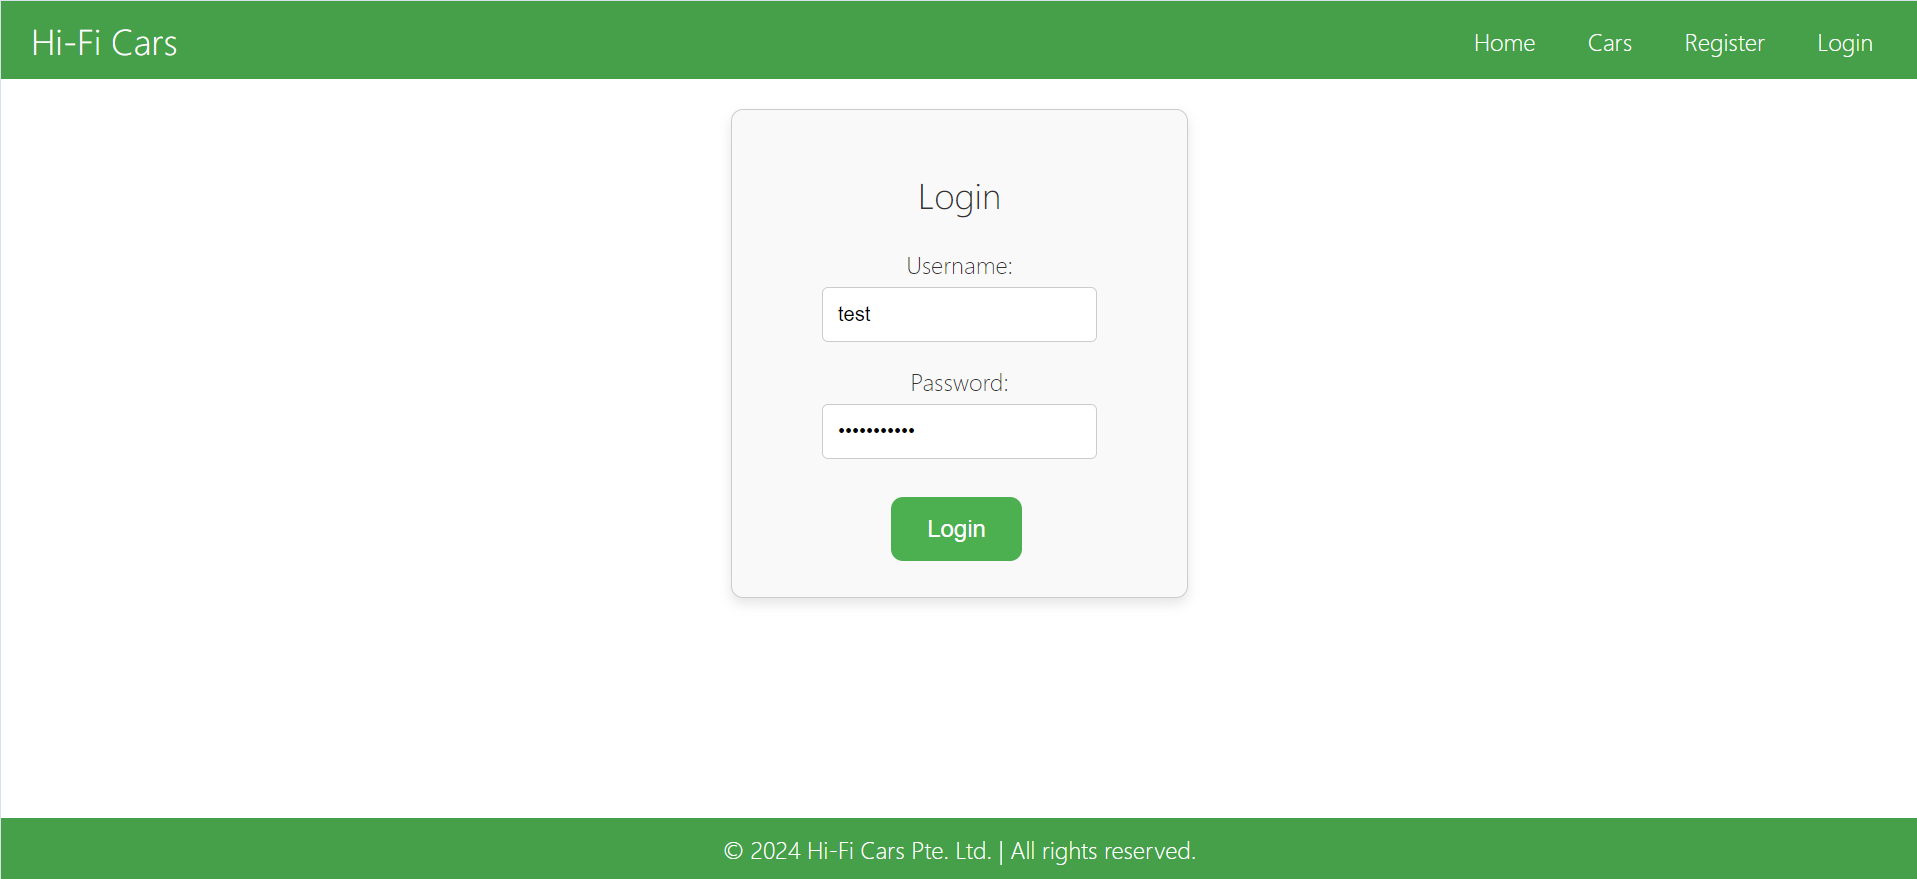 Hi-Fi Cars
Home Cars Register Login
Login
Username:
test
Password:
•••••••••••
Login
© 2024 Hi-Fi Cars Pte. Ltd. | All rights reserved.